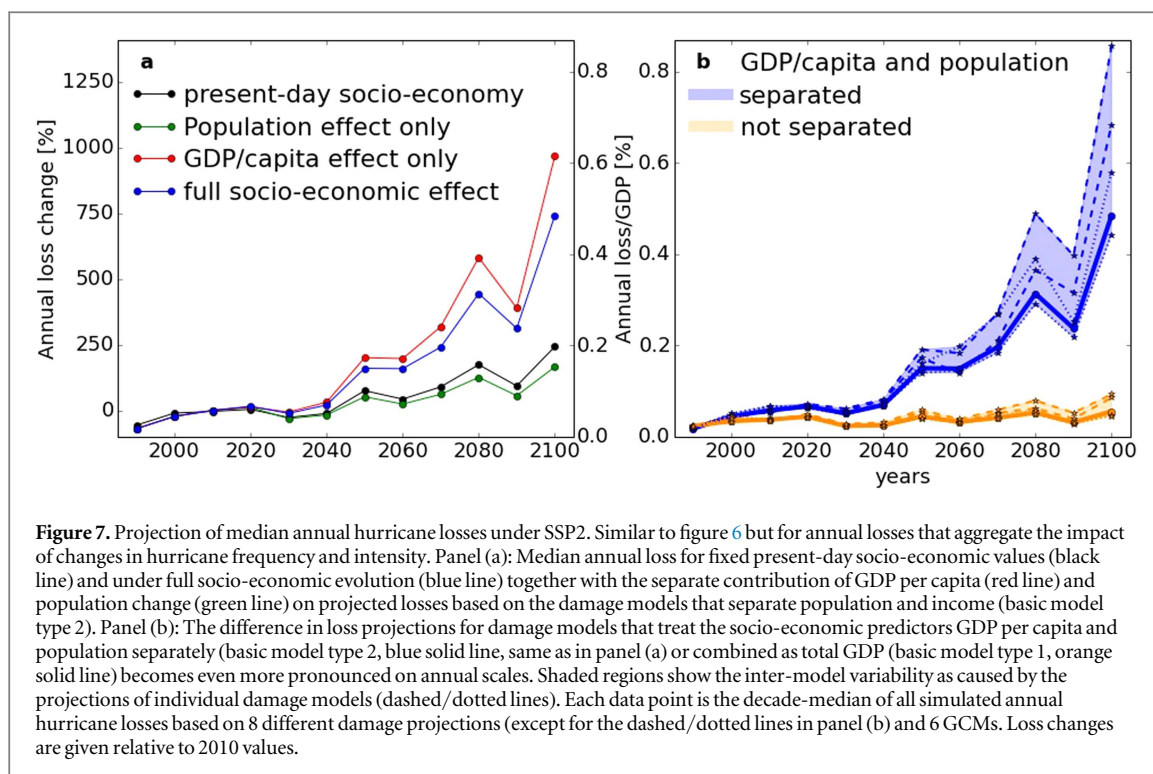 a
present-day socio-economy
Population effect only
GDP/capita effect only
full socio-economic effect
Annual loss change [%]
1250
1000
750
500
250
0
2000 2020 2040 2060 2080 2100
0.8
0.6
0.4
0.2
0.0
Annual loss/GDP [%]
b GDP/capita and population
separated
not separated
0.8
0.6
0.4
0.2
0.0
2000 2020 2040 2060 2080 2100
years
Figure 7. Projection of median annual hurricane losses under SSP2. Similar to figure 6 but for annual losses that aggregate the impact
of changes in hurricane frequency and intensity. Panel (a): Median annual loss for fixed present-day socio-economic values (black
line) and under full socio-economic evolution (blue line) together with the separate contribution of GDP per capita (red line) and
population change (green line) on projected losses based on the damage models that separate population and income (basic model
type 2). Panel (b): The difference in loss projections for damage models that treat the socio-economic predictors GDP per capita and
population separately (basic model type 2, blue solid line, same as in panel (a) or combined as total GDP (basic model type 1, orange
solid line) becomes even more pronounced on annual scales. Shaded regions show the inter-model variability as caused by the
projections of individual damage models (dashed/dotted lines). Each data point is the decade-median of all simulated annual
hurricane losses based on 8 different damage projections (except for the dashed/dotted lines in panel (b) and 6 GCMs. Loss changes
are given relative to 2010 values.